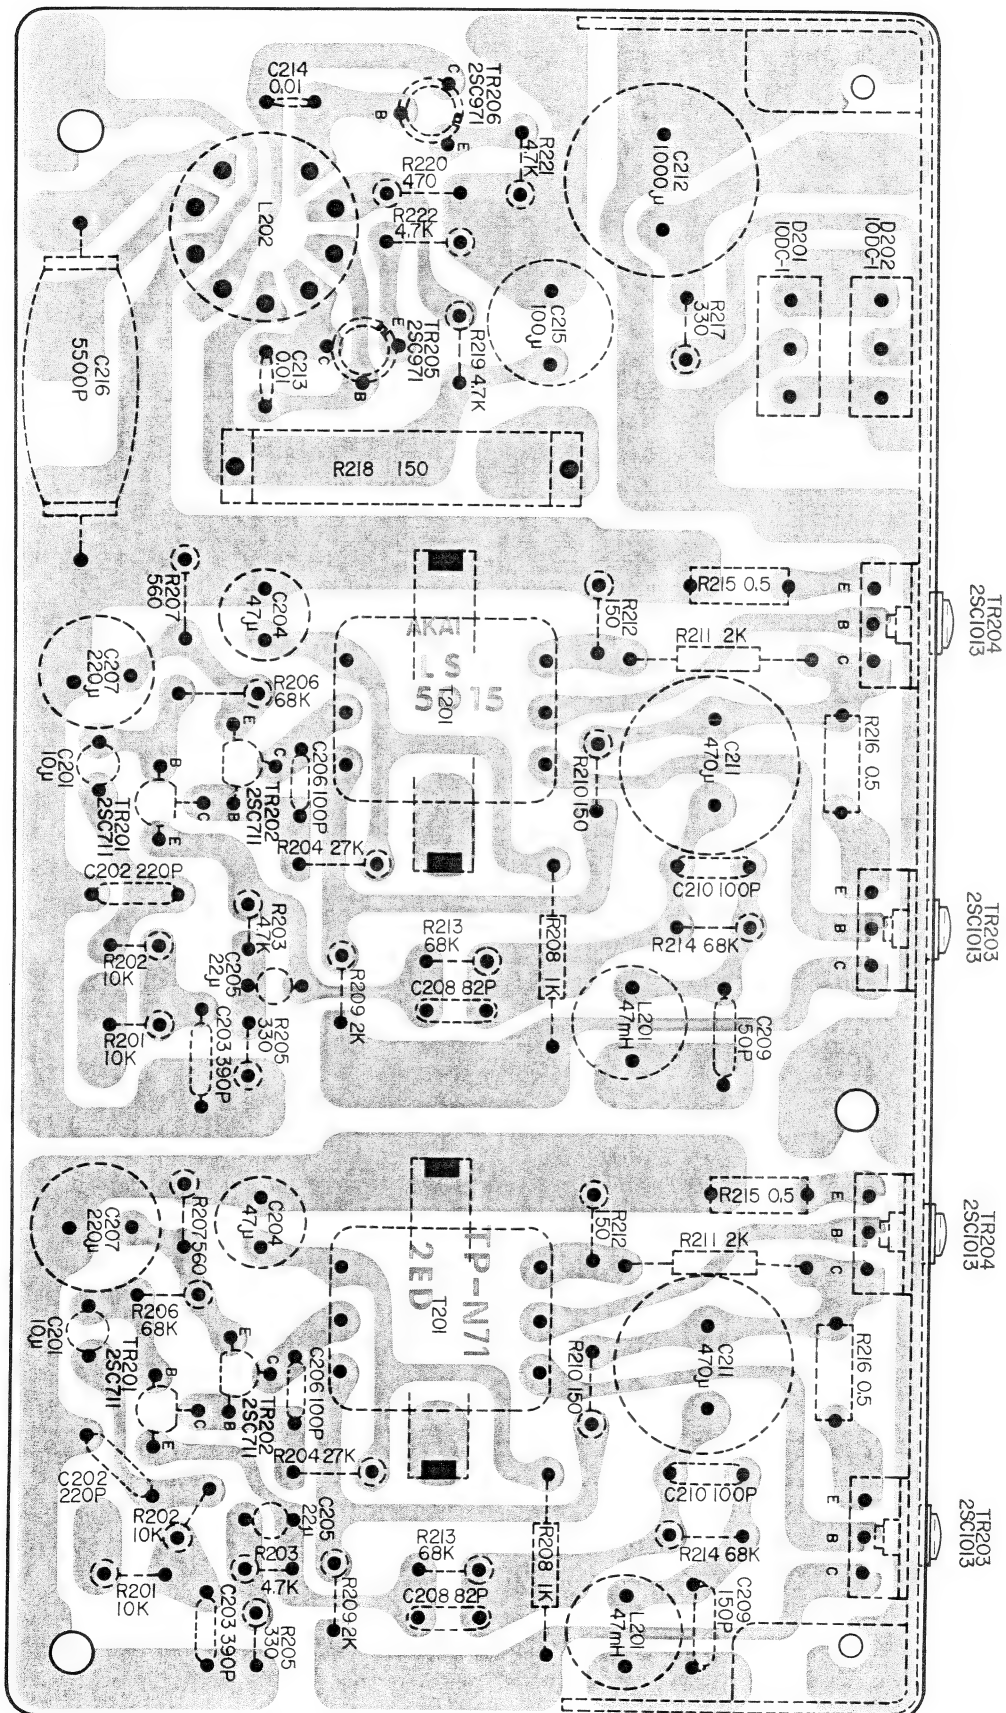 C214
0.01
TR206
2SC971
C
B
E
R221
4.7K
R220
470
R222
4.7K
L202
C212
1000μ
D201
10DC-1
D202
10DC-1
R217
330
C215
100μ
TR205
2SC971
E
C
B
R219 4.7K
C213
0.01
C216
5500P
R218 150
R207
560
C204
47μ
AKAI
LS
5015
T201
R212
150
R215 0.5
R211 2K
E
B
C
TR204
2SC1013
C207
220μ
R206
68K
C201
10μ
TR201
2SC711
B
C
E
E
C
B
TR202
2SC711
C206 100P
R204 27K
R210 150
C211
470μ
R216 0.5
C202 220P
R203
4.7K
R202
10K
C205
22μ
R201
10K
C203 390P
R205
330
R209 2K
R213
68K
C208 82P
R208 1K
C210 100P
R214 68K
L201
47mH
C209
150P
E
B
C
TR203
2SC1013
C207
220μ
R207 560
C204
47μ
TP-N71
2ED
T201
R212
150
R215 0.5
R211 2K
E
B
C
TR204
2SC1013
R206
68K
C201
10μ
TR201
2SC711
B
C
E
E
C
B
TR202
2SC711
C206 100P
R204 27K
R210 150
C211
470μ
R216 0.5
C202
220P
R202
10K
R201
10K
R203
4.7K
C205
22μ
C203 390P
R205
330
R209 2K
R213
68K
C208 82P
R208 1K
C210 100P
R214 68K
L201
47mH
C209
150P
E
B
C
TR203
2SC1013